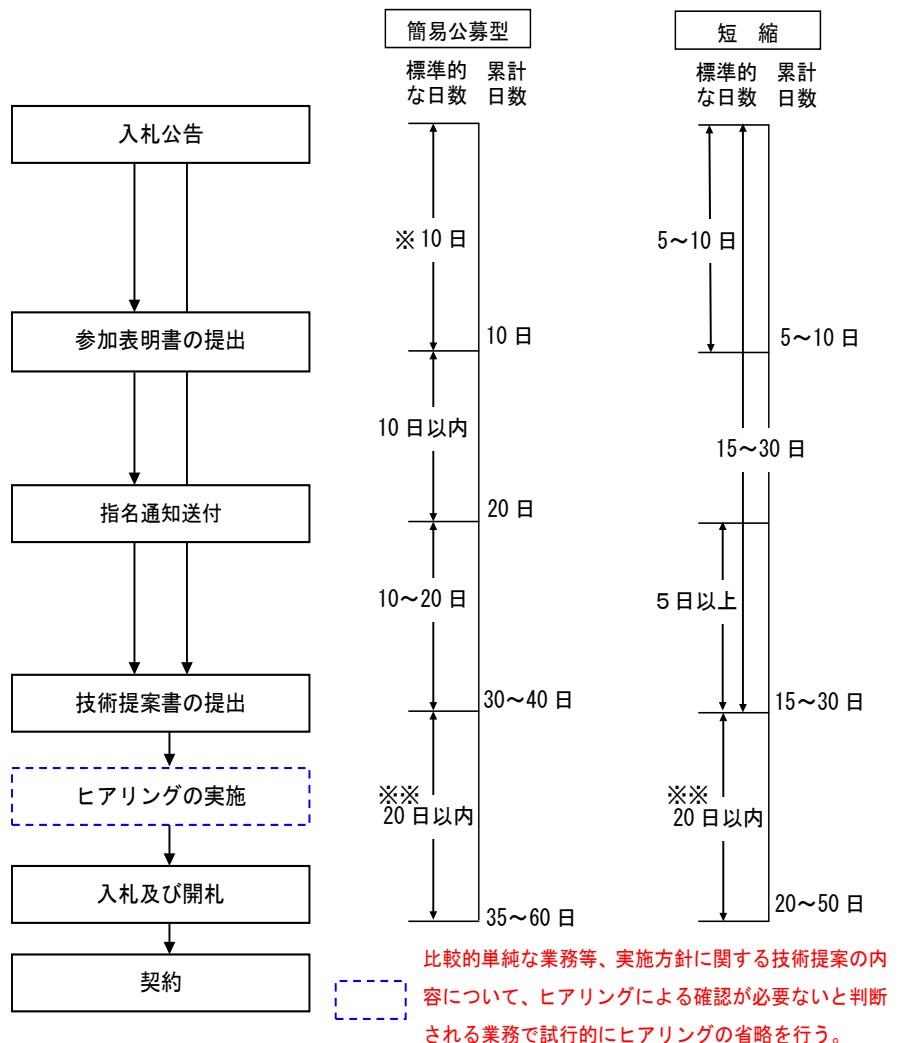 簡易公募型
短　縮
標準的 累計
な日数 日数
標準的 累計
な日数 日数
入札公告
※10日
5～10日
参加表明書の提出
10日
5～10日
10日以内
15～30日
指名通知送付
20日
10～20日
５日以上
技術提案書の提出
30～40日
15～30日
ヒアリングの実施
※※
20日以内
※※
20日以内
入札及び開札
35～60日
20～50日
契約
比較的単純な業務等、実施方針に関する技術提案の内
容について、ヒアリングによる確認が必要ないと判断
される業務で試行的にヒアリングの省略を行う。